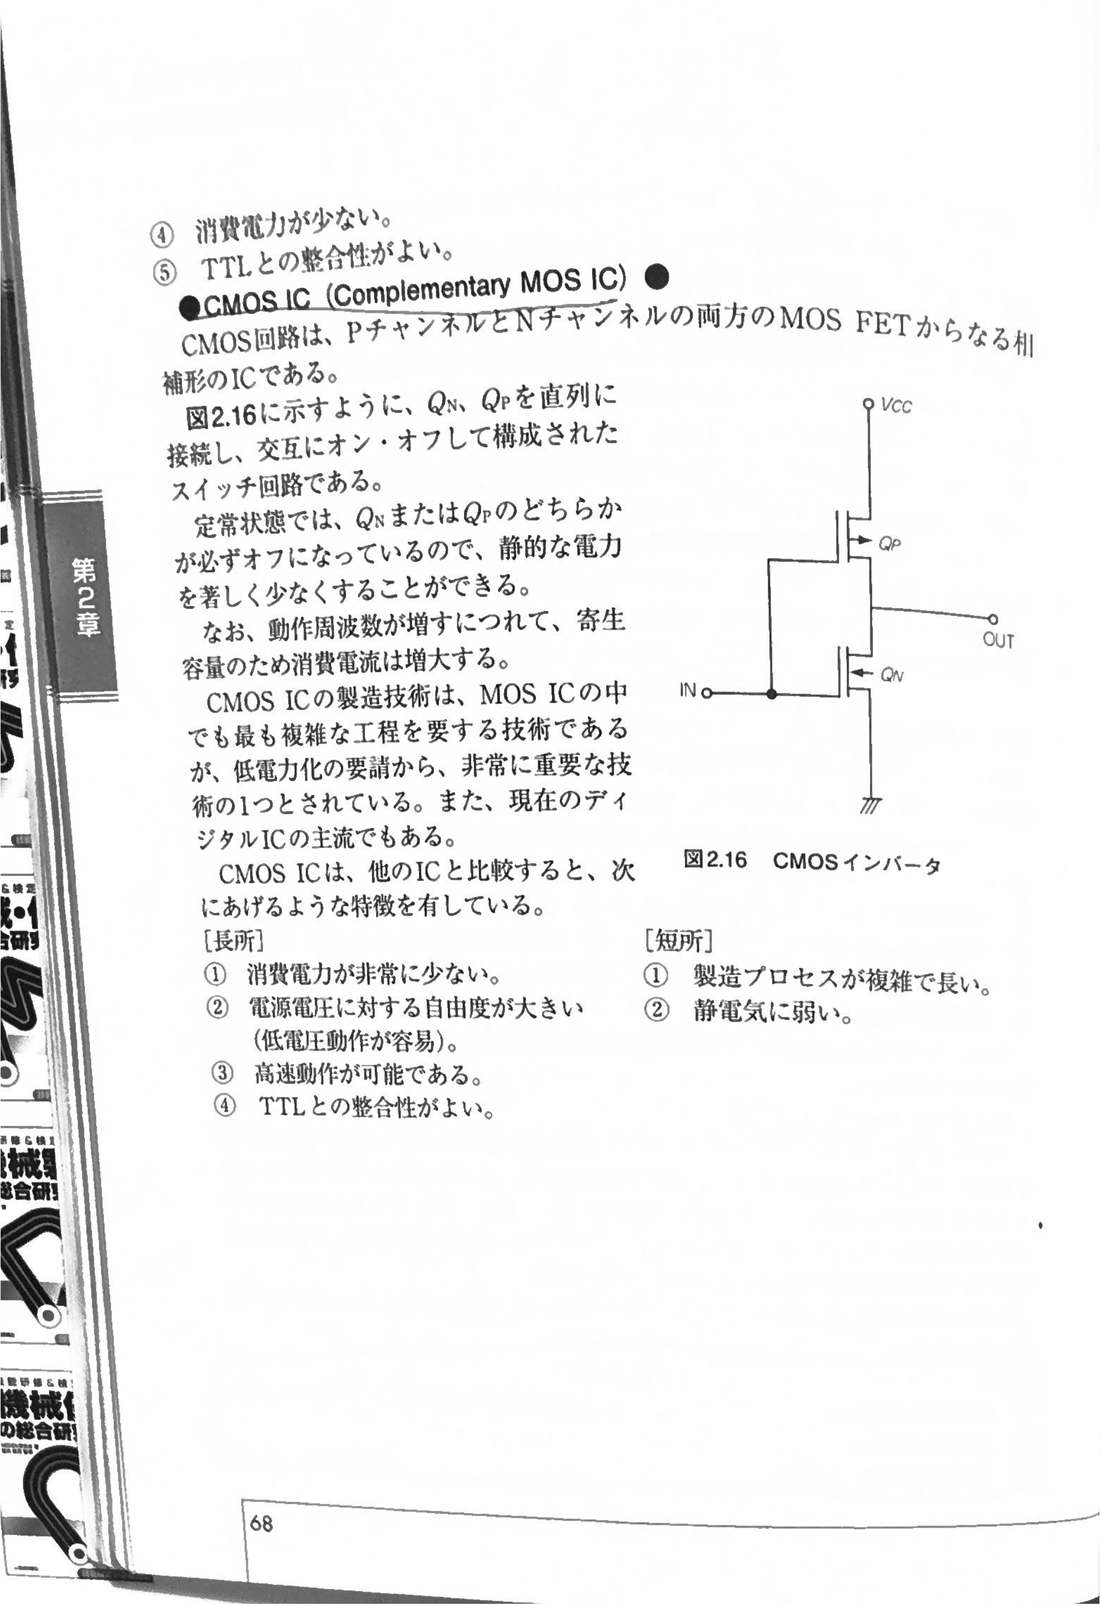 ④ 消費電力が少ない。
⑤ TTLとの整合性がよい。
●CMOS IC（Complementary MOS IC）●
CMOS回路は、PチャンネルとNチャンネルの両方のMOS FETからなる相
補形のICである。
図2.16に示すように、QN、QPを直列に
接続し、交互にオン・オフして構成された
スイッチ回路である。
定常状態では、QNまたはQPのどちらか
が必ずオフになっているので、静的な電力
を著しく少なくすることができる。
なお、動作周波数が増すにつれて、寄生
容量のため消費電流は増大する。
CMOS ICの製造技術は、MOS ICの中
でも最も複雑な工程を要する技術である
が、低電力化の要請から、非常に重要な技
術の1つとされている。また、現在のディ
ジタルICの主流でもある。
CMOS ICは、他のICと比較すると、次
にあげるような特徴を有している。
［長所］
① 消費電力が非常に少ない。
② 電源電圧に対する自由度が大きい
(低電圧動作が容易)。
③ 高速動作が可能である。
④ TTLとの整合性がよい。
［短所］
① 製造プロセスが複雑で長い。
② 静電気に弱い。
VCC
QP
OUT
QN
IN
図2.16 CMOSインバータ
第2章
68